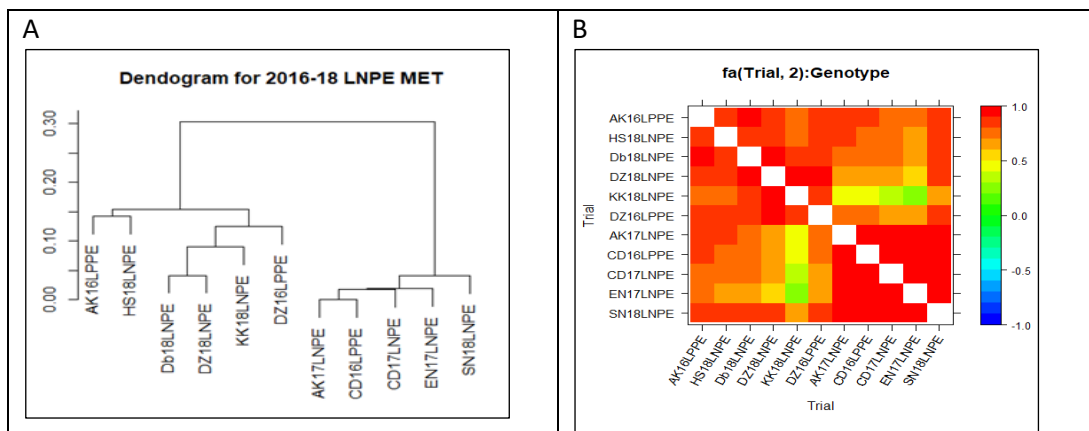 A
Dendogram for 2016-18 LNPE MET
0.30
0.20
0.10
0.00
AK16LPPE
HS18LNPE
Db18LNPE
DZ18LNPE
KK18LNPE
DZ16LPPE
AK17LNPE
CD16LPPE
CD17LNPE
EN17LNPE
SN18LNPE
B
fa(Trial, 2):Genotype
Trial
AK16LPPE
HS18LNPE
Db18LNPE
DZ18LNPE
KK18LNPE
DZ16LPPE
AK17LNPE
CD16LPPE
CD17LNPE
EN17LNPE
SN18LNPE
1.0
0.5
0.0
-0.5
-1.0
AK16LPPE
HS18LNPE
Db18LNPE
DZ18LNPE
KK18LNPE
DZ16LPPE
AK17LNPE
CD16LPPE
CD17LNPE
EN17LNPE
SN18LNPE
Trial